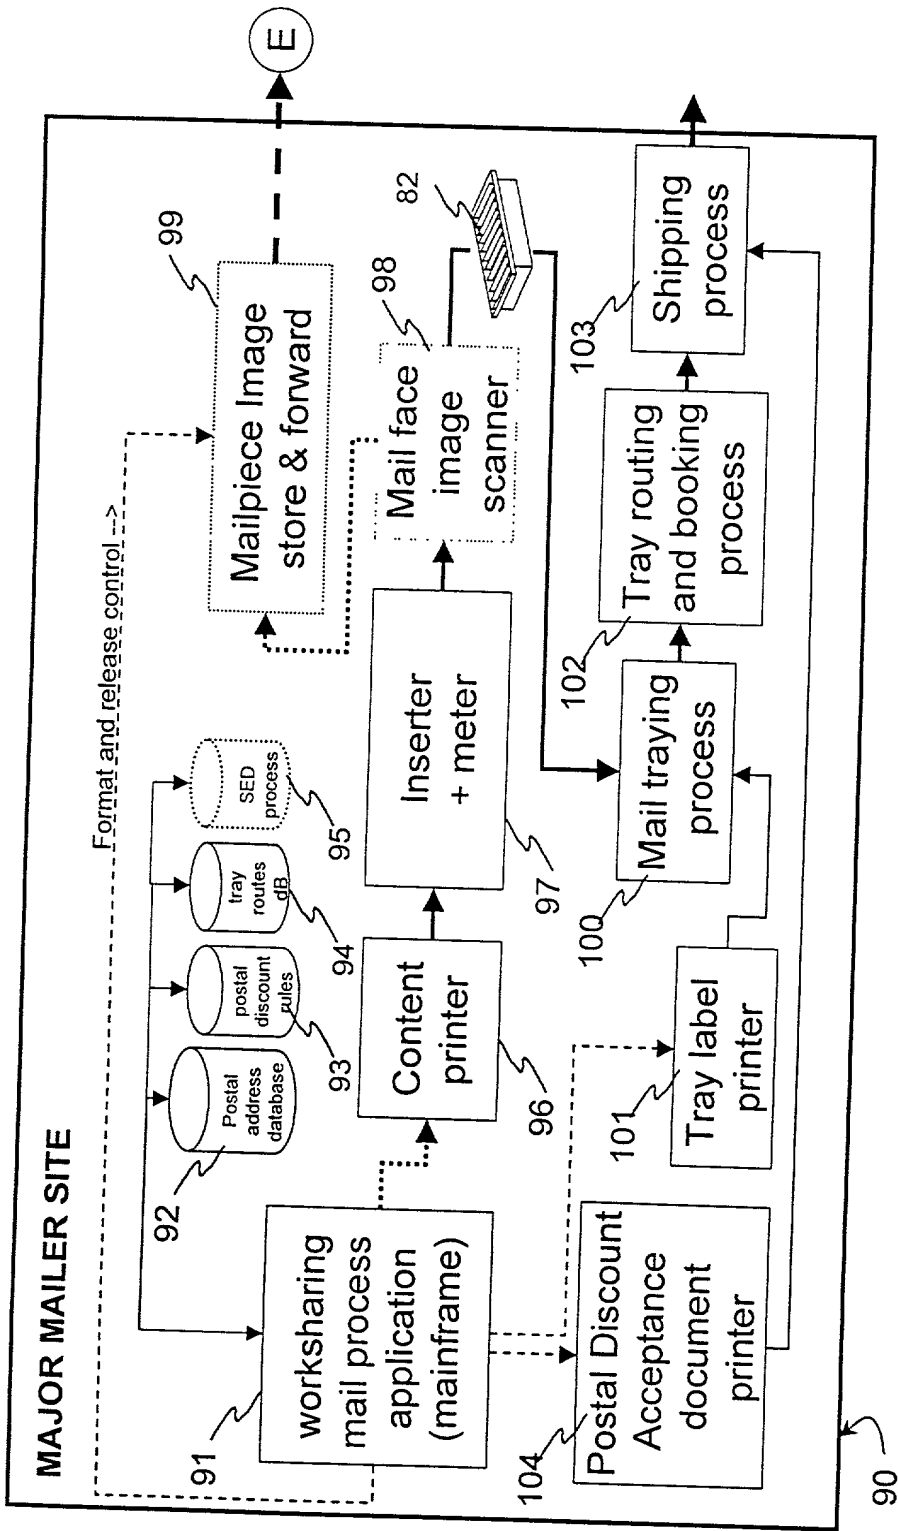 MAJOR MAILER SITE
Format and release control -->
E
99
Mailpiece Image
store & forward
92
Postal
address
database
93
postal
discount
rules
94
tray
routes
dB
95
SED
process
91
worksharing
mail process
application
(mainframe)
Content
printer
96
Inserter
+ meter
97
Mail face
image
scanner
98
82
104
Postal Discount
Acceptance
document
printer
101
Tray label
printer
100
Mail traying
process
102
Tray routing
and booking
process
103
Shipping
process
90